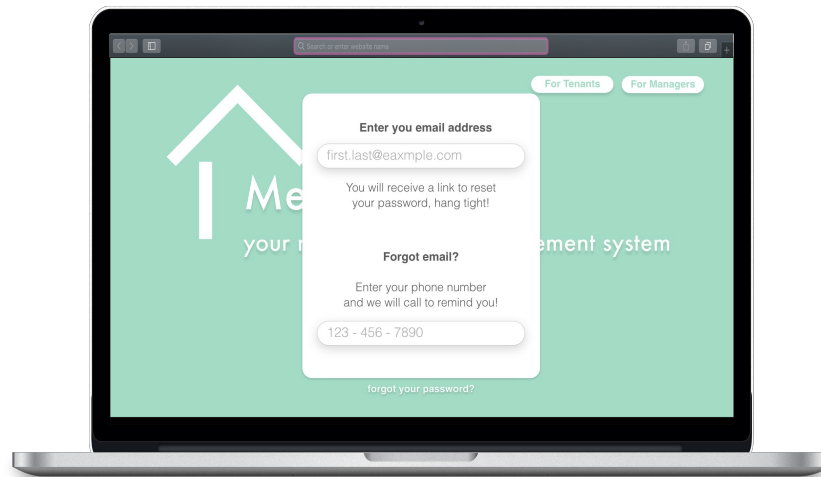 Search or enter website name
For Tenants
For Managers
Enter you email address
first.last@eaxmple.com
You will receive a link to reset
your password, hang tight!
Me
your
ement system
Forgot email?
Enter your phone number
and we will call to remind you!
123 - 456 - 7890
forgot your password?